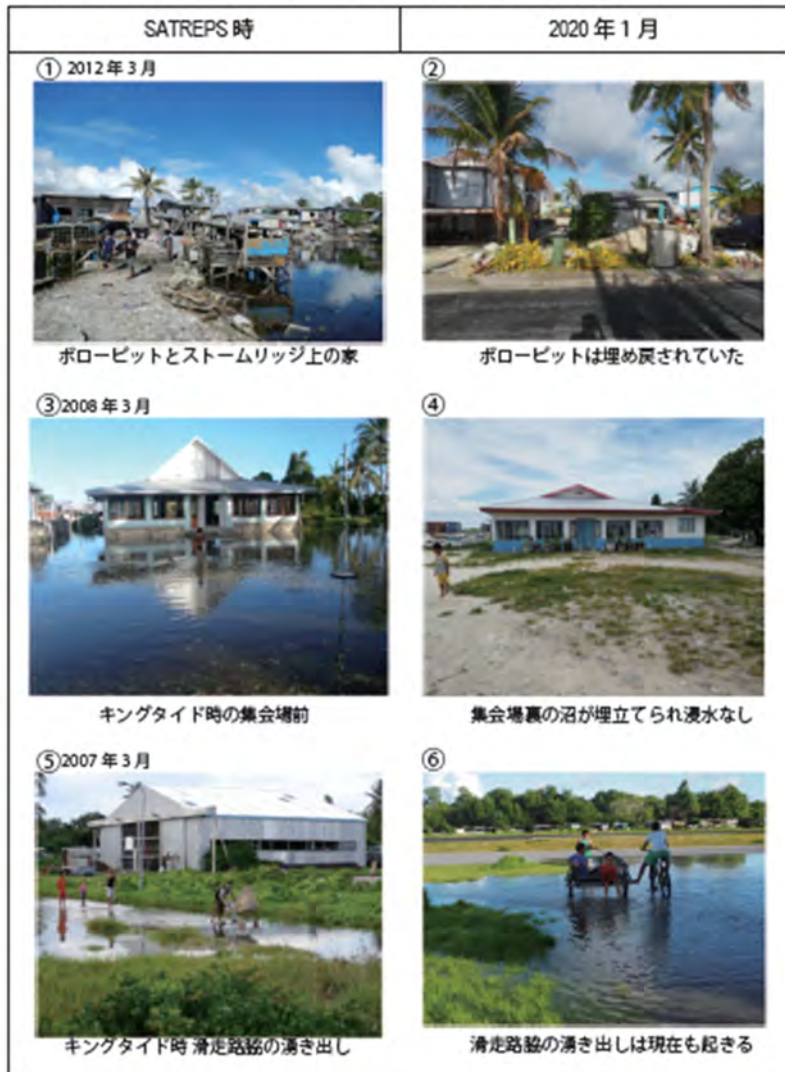 SATREPS 時
2020 年 1 月
① 2012 年 3 月
②
ボローピットとストームリッジ上の家
ボローピットは埋め戻されていた
③2008 年 3 月
④
キングタイド時の集会場前
集会場裏の沼が埋立てられ浸水なし
⑤2007 年 3 月
⑥
キングタイド時 滑走路脇の湧き出し
滑走路脇の湧き出しは現在も起きる